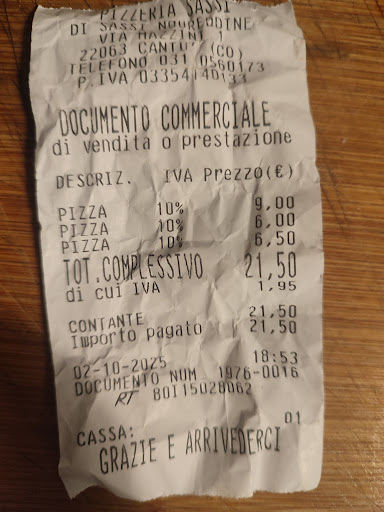 PIZZERIA SASSI
DI SASSI NOUREDDINE
VIA MAZZINI 1
22063 CANTU' (CO)
TELEFONO 031 0560173
P.IVA 03354140133
DOCUMENTO COMMERCIALE
di vendita o prestazione
DESCRIZ. IVA Prezzo(€)
PIZZA 10% 9,00
PIZZA 10% 6,00
PIZZA 10% 6,50
TOT.COMPLESSIVO 21,50
di cui IVA 1,95
CONTANTE 21,50
Importo pagato 21,50
02-10-2025 18:53
DOCUMENTO NUM. 1976-0016
RT 80I15028062
01
CASSA:
GRAZIE E ARRIVEDERCI